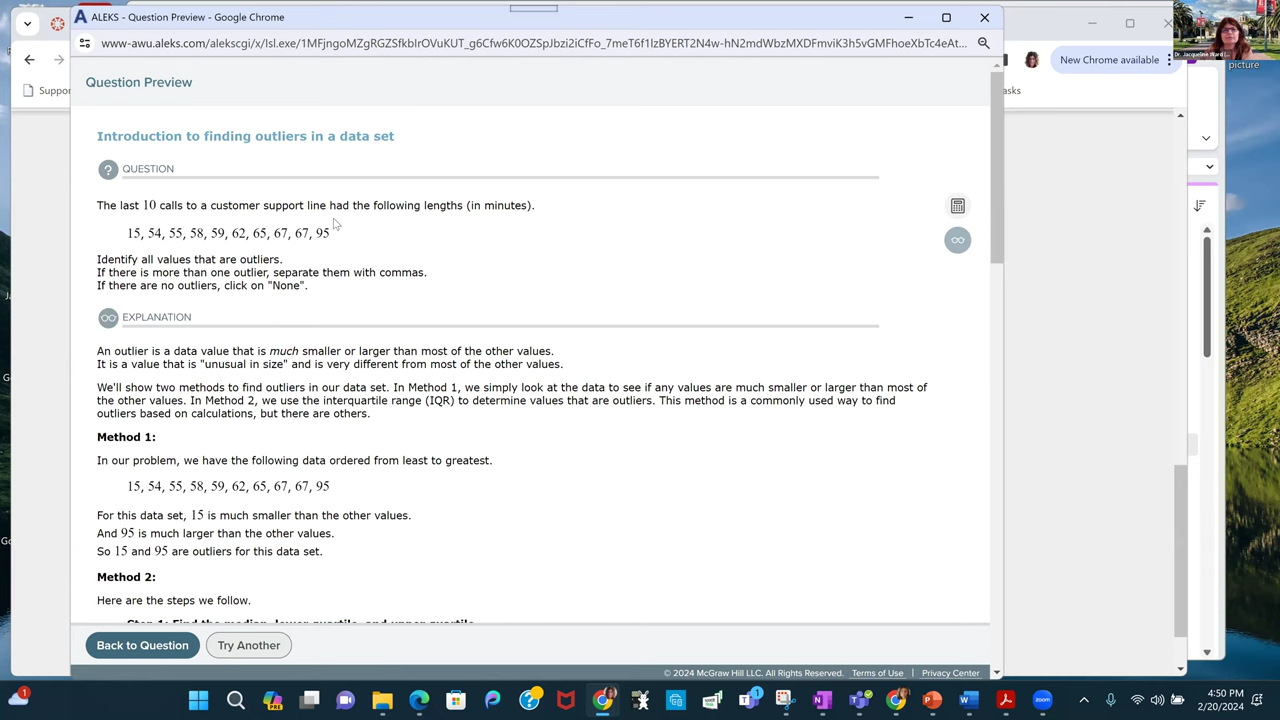 ALEKS - Question Preview - Google Chrome
New Chrome available
Suppor
asks
picture
Question Preview
Introduction to finding outliers in a data set
? QUESTION
The last 10 calls to a customer support line had the following lengths (in minutes).
15, 54, 55, 58, 59, 62, 65, 67, 67, 95
Identify all values that are outliers.
If there is more than one outlier, separate them with commas.
If there are no outliers, click on "None".
EXPLANATION
An outlier is a data value that is much smaller or larger than most of the other values.
It is a value that is "unusual in size" and is very different from most of the other values.
We'll show two methods to find outliers in our data set. In Method 1, we simply look at the data to see if any values are much smaller or larger than most of
the other values. In Method 2, we use the interquartile range (IQR) to determine values that are outliers. This method is a commonly used way to find
outliers based on calculations, but there are others.
Method 1:
In our problem, we have the following data ordered from least to greatest.
15, 54, 55, 58, 59, 62, 65, 67, 67, 95
For this data set, 15 is much smaller than the other values.
And 95 is much larger than the other values.
So 15 and 95 are outliers for this data set.
Method 2:
Here are the steps we follow.
Step 1: Find the median, lower quartile, and upper quartile
Back to Question
Try Another
© 2024 McGraw Hill LLC. All Rights Reserved.
Terms of Use
Privacy Center
4:50 PM
2/20/2024